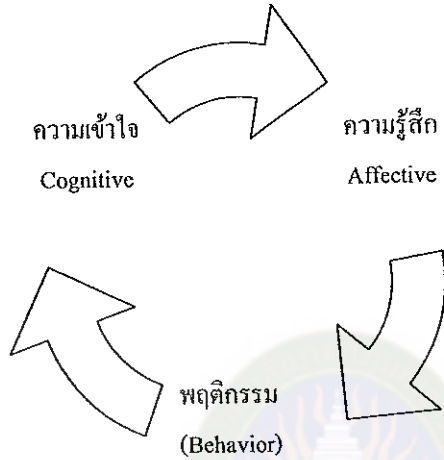 ความเข้าใจ
Cognitive
ความรู้สึก
Affective
พฤติกรรม
(Behavior)